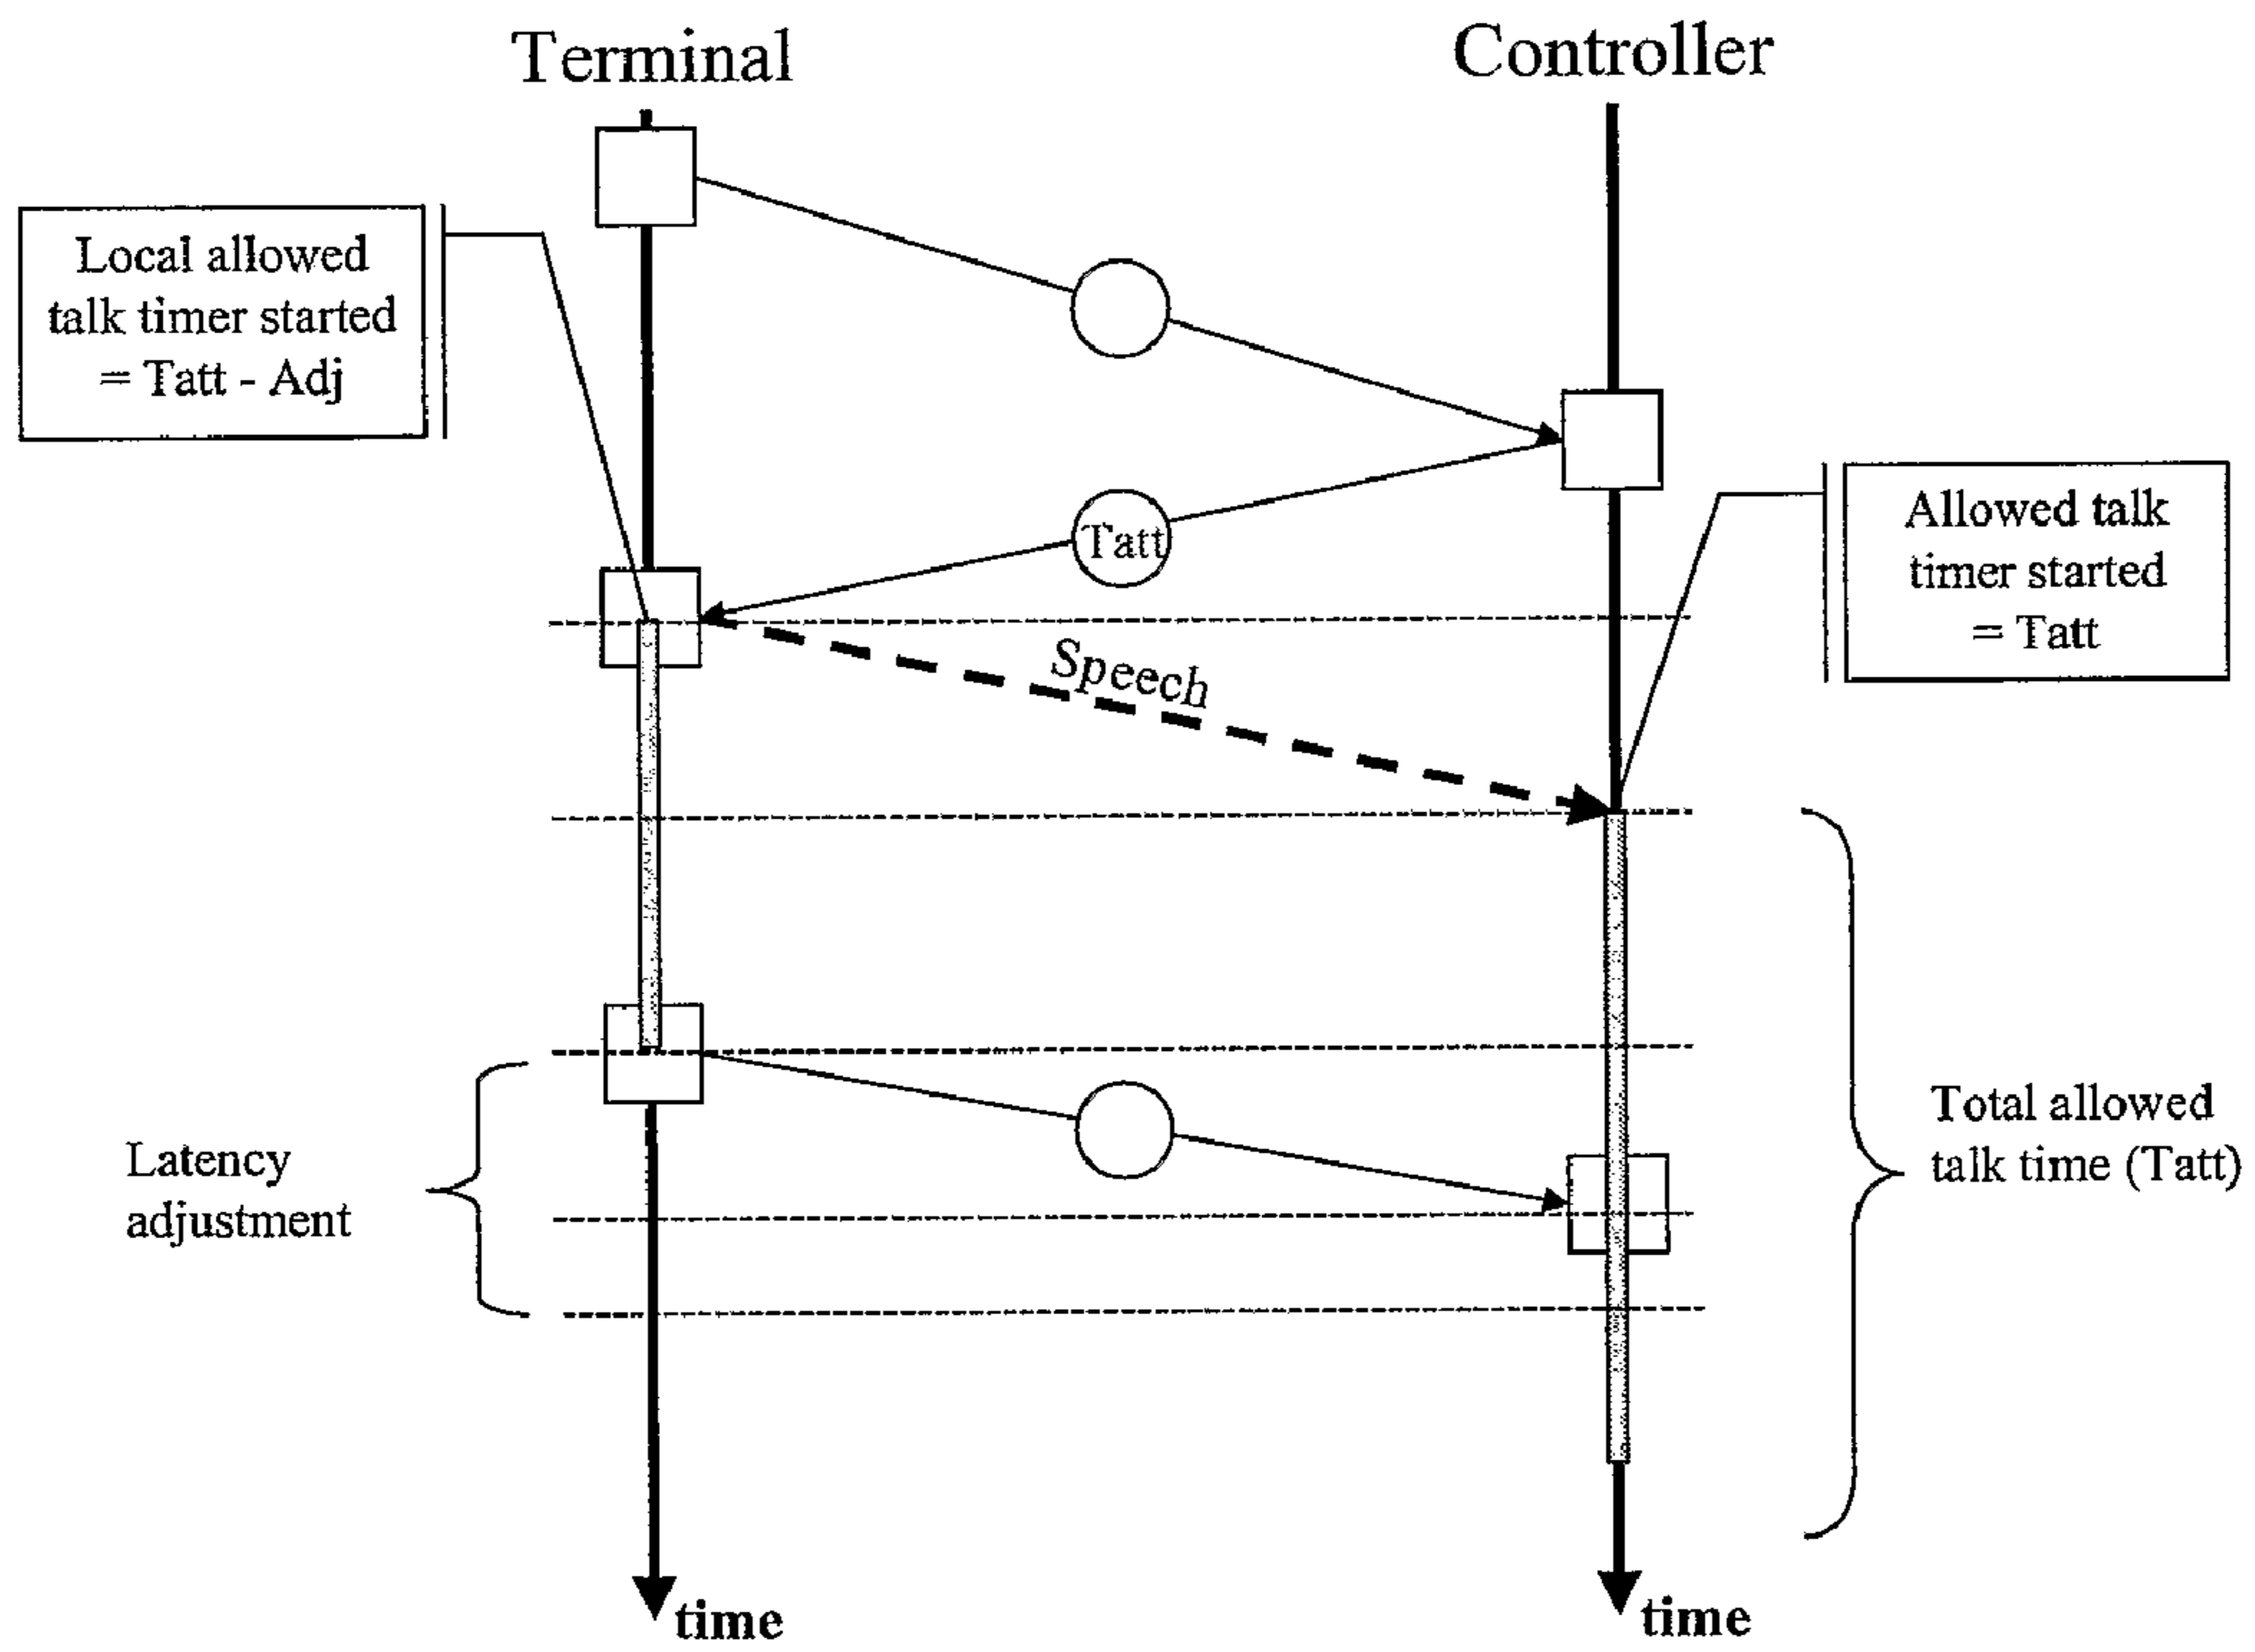 Terminal
Controller
Local allowed
talk timer started
= Tatt - Adj
Tatt
Allowed talk
timer started
= Tatt
Speech
Total allowed
talk time (Tatt)
Latency
adjustment
time
time